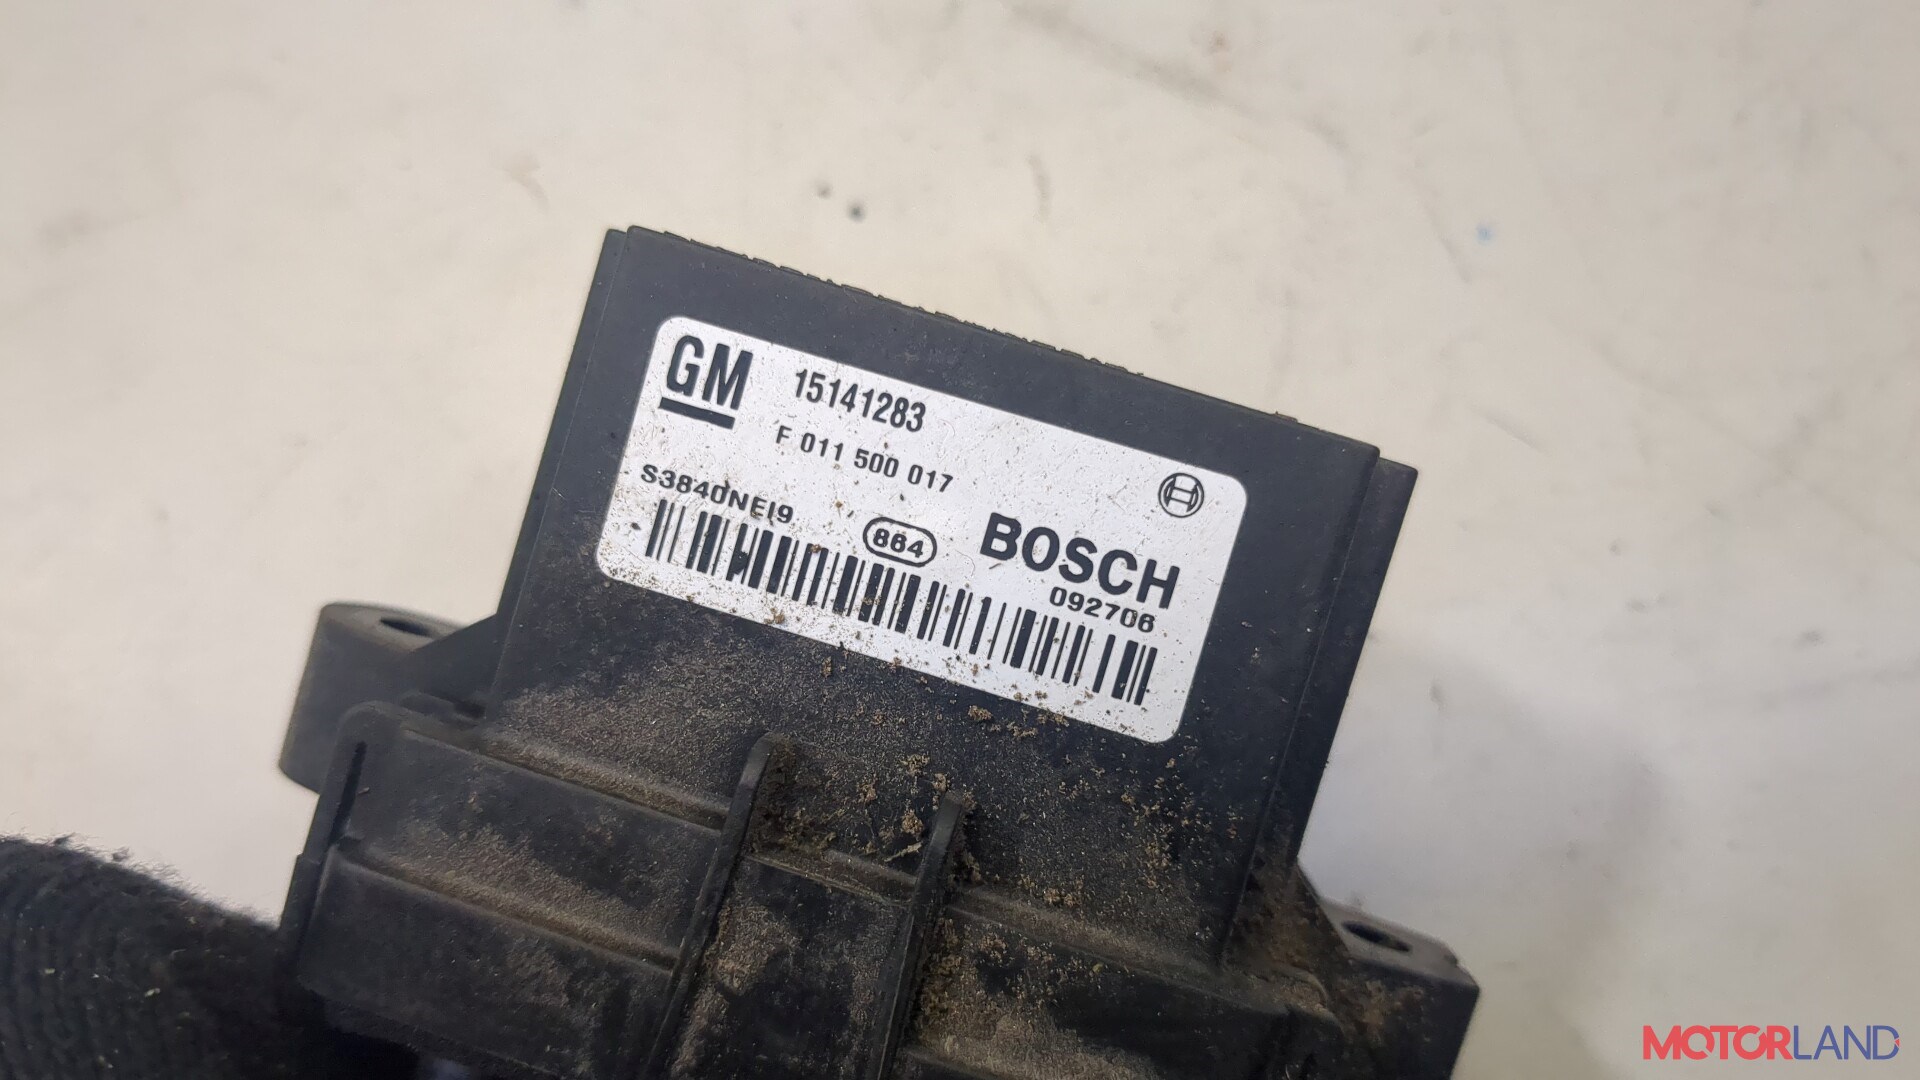 GM 15141283
F 011 500 017
S3840NEI9
864
BOSCH
092706
MOTORLAND